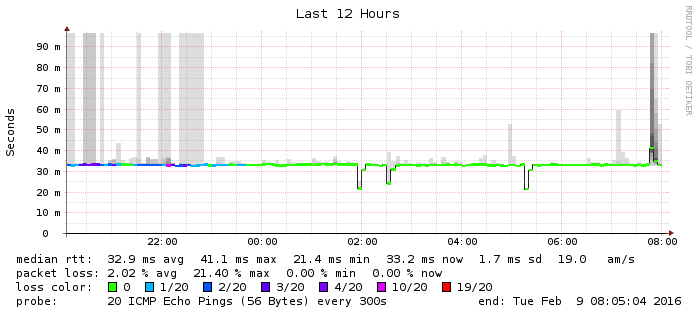 Last 12 Hours
RRDTOOL / TOBI OETIKER
Seconds
90 m
80 m
70 m
60 m
50 m
40 m
30 m
20 m
10 m
0
22:00 00:00 02:00 04:00 06:00 08:00
median rtt: 32.9 ms avg 41.1 ms max 21.4 ms min 33.2 ms now 1.7 ms sd 19.0 am/s
packet loss: 2.02 % avg 21.40 % max 0.00 % min 0.00 % now
loss color: 0 1/20 2/20 3/20 4/20 10/20 19/20
probe: 20 ICMP Echo Pings (56 Bytes) every 300s end: Tue Feb 9 08:05:04 2016